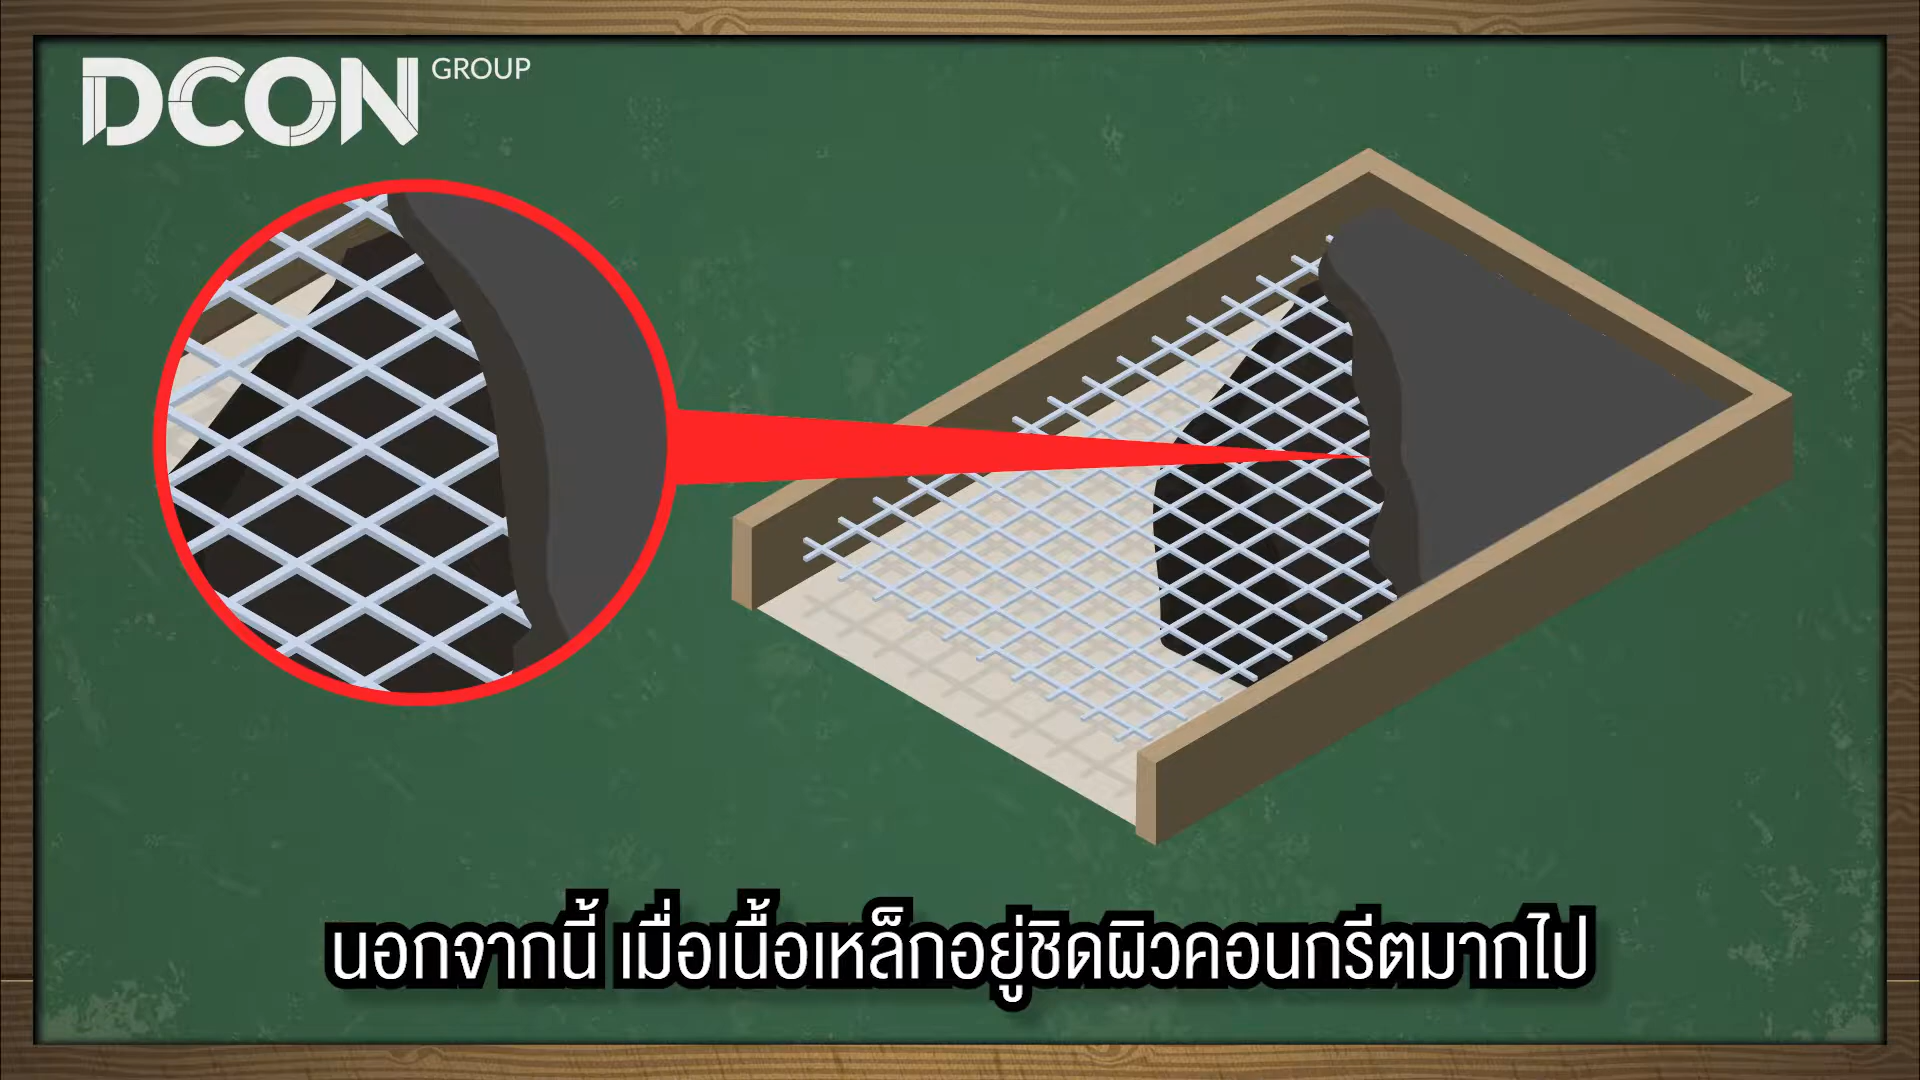 DCON GROUP
นอกจากนี้ เมื่อเนื้อเหล็กอยู่ชิดผิวคอนกรีตมากไป